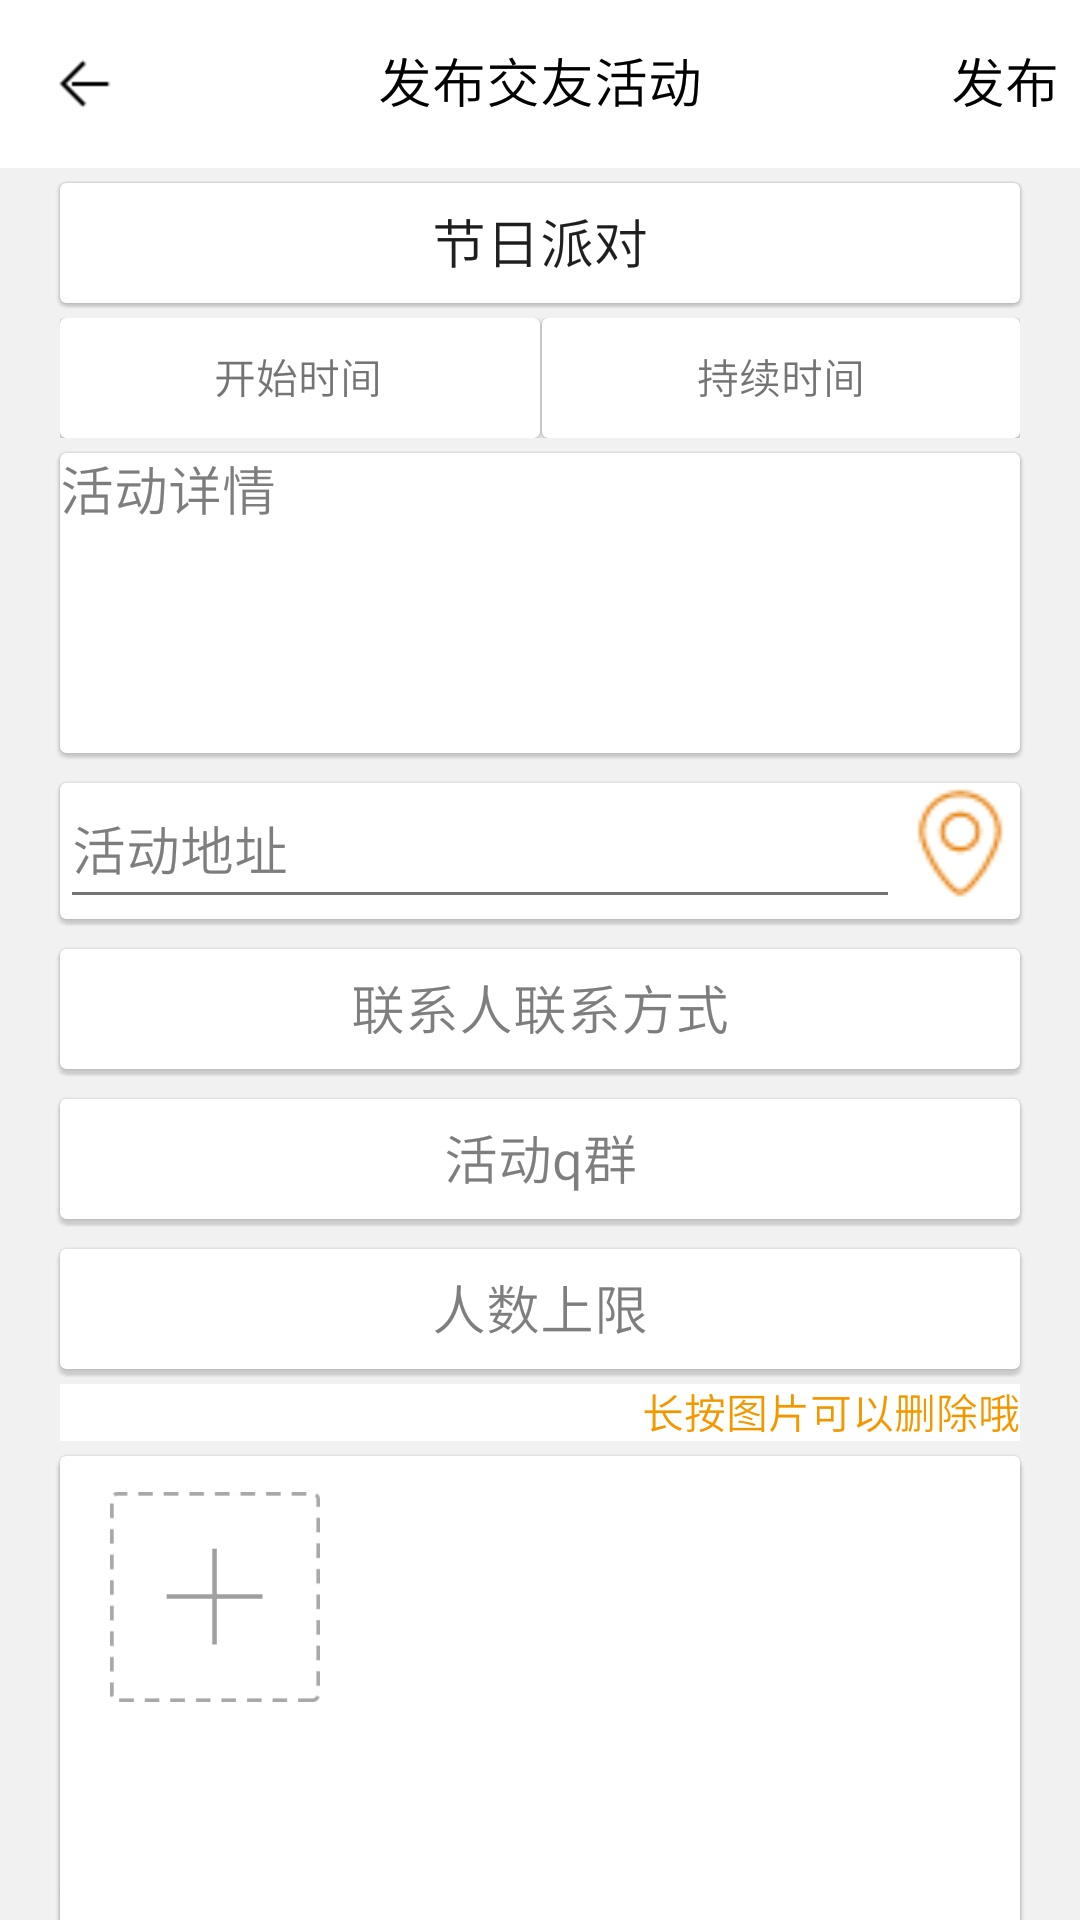 发布交友活动 发布
节日派对
开始时间 持续时间
活动详情
活动地址
联系人联系方式
活动q群
人数上限
长按图片可以删除哦